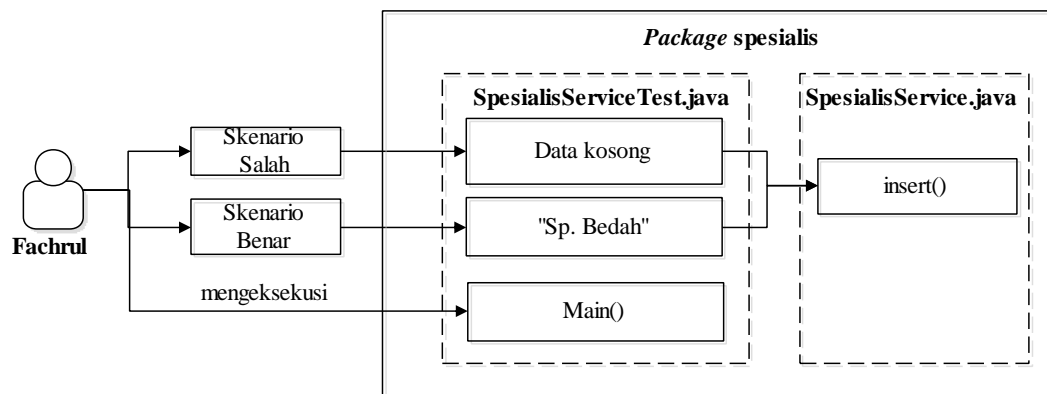 Package spesialis
SpesialisServiceTest.java
SpesialisService.java
Skenario
Salah
Data kosong
insert()
Skenario
Benar
"Sp. Bedah"
Fachrul
mengeksekusi
Main()